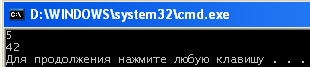 D:\WINDOWS\system32\cmd.exe
5
42
Для продолжения нажмите любую клавишу . . .